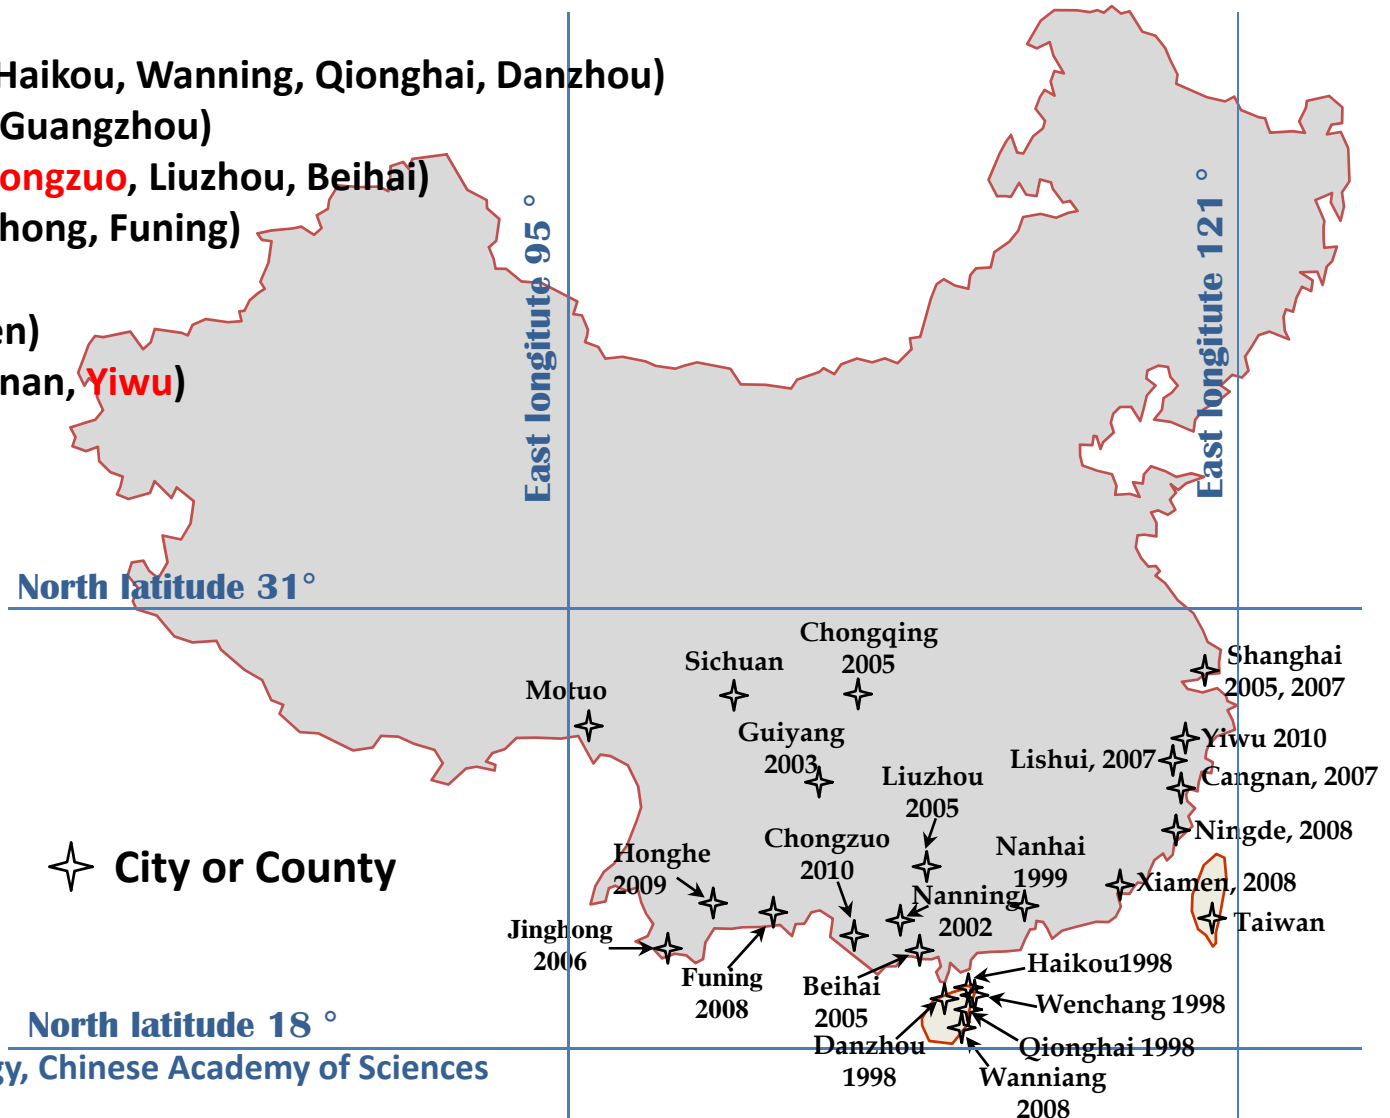 Haikou, Wanning, Qionghai, Danzhou)
Guangzhou)
ongzuo, Liuzhou, Beihai)
hong, Funing)
en)
nan, Yiwu)
East longitute 95 °
East longitute 121 °
North latitude 31°
Chongqing
2005
Sichuan
Shanghai
2005, 2007
Motuo
Guiyang
2003
Yiwu 2010
Lishui, 2007
Cangnan, 2007
Liuzhou
2005
Ningde, 2008
Chongzuo
2010
Nanhai
1999
City or County
Honghe
2009
Xiamen, 2008
Nanning
2002
Taiwan
Jinghong
2006
Haikou1998
Funing
2008
Beihai
2005
Wenchang 1998
North latitude 18 °
Danzhou
1998
Qionghai 1998
gy, Chinese Academy of Sciences
Wanniang
2008